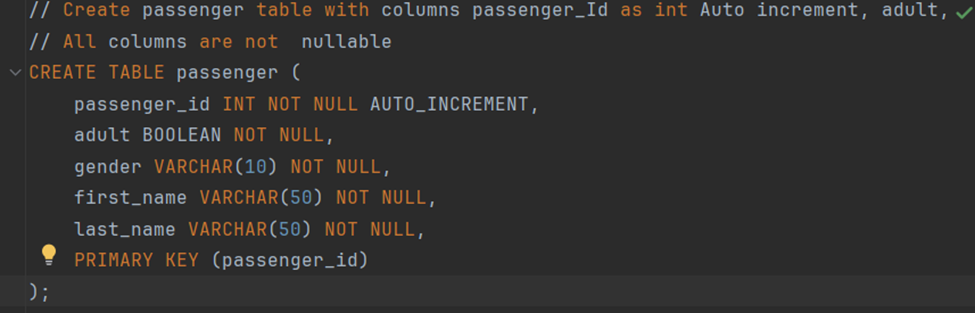 // Create passenger table with columns passenger_Id as int Auto increment, adult,
// All columns are not  nullable
CREATE TABLE passenger (
    passenger_id INT NOT NULL AUTO_INCREMENT,
    adult BOOLEAN NOT NULL,
    gender VARCHAR(10) NOT NULL,
    first_name VARCHAR(50) NOT NULL,
    last_name VARCHAR(50) NOT NULL,
    PRIMARY KEY (passenger_id)
);